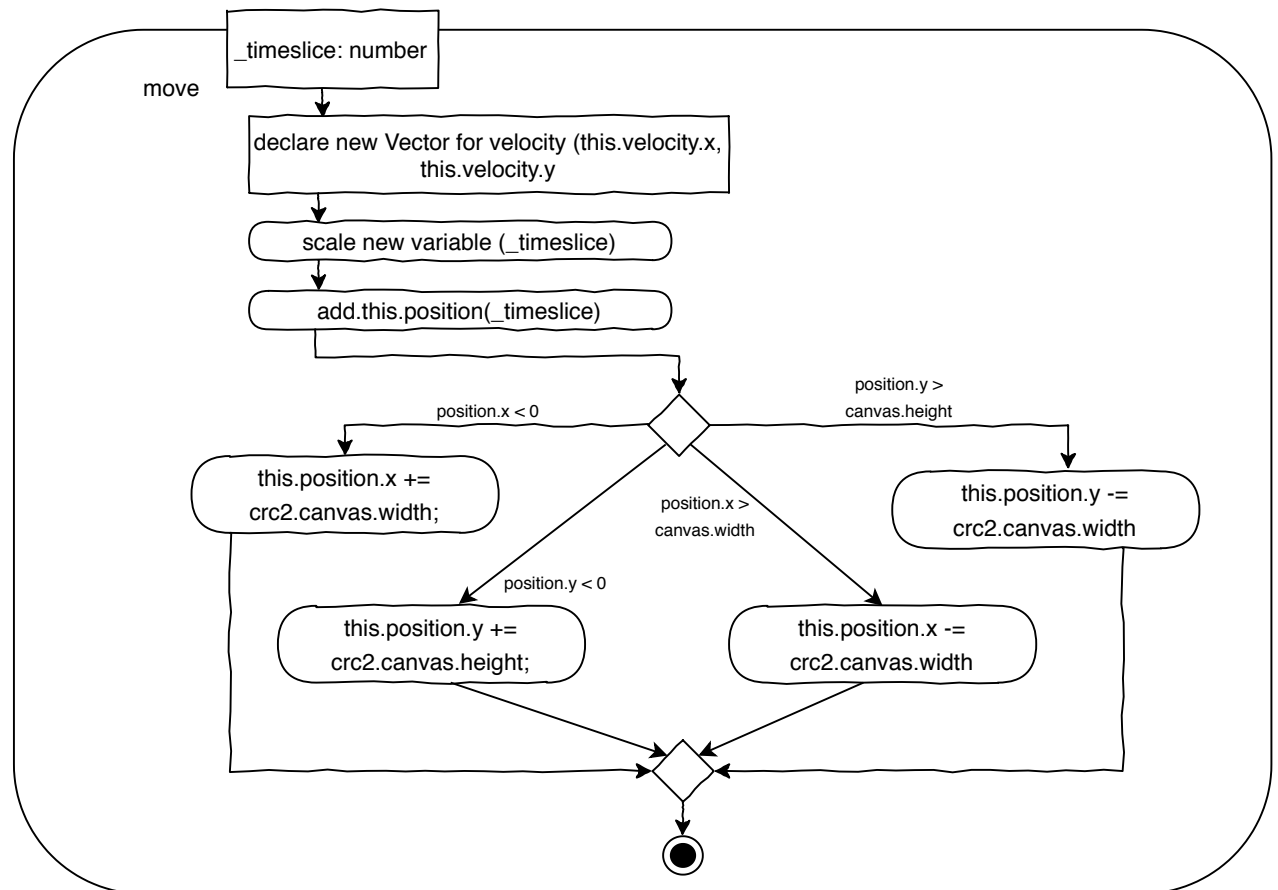 _timeslice: number
move
declare new Vector for velocity (this.velocity.x,
this.velocity.y
scale new variable (_timeslice)
add.this.position(_timeslice)
position.x < 0
position.y >
canvas.height
this.position.x +=
crc2.canvas.width;
position.x >
canvas.width
this.position.y -=
crc2.canvas.width
position.y < 0
this.position.y +=
crc2.canvas.height;
this.position.x -=
crc2.canvas.width